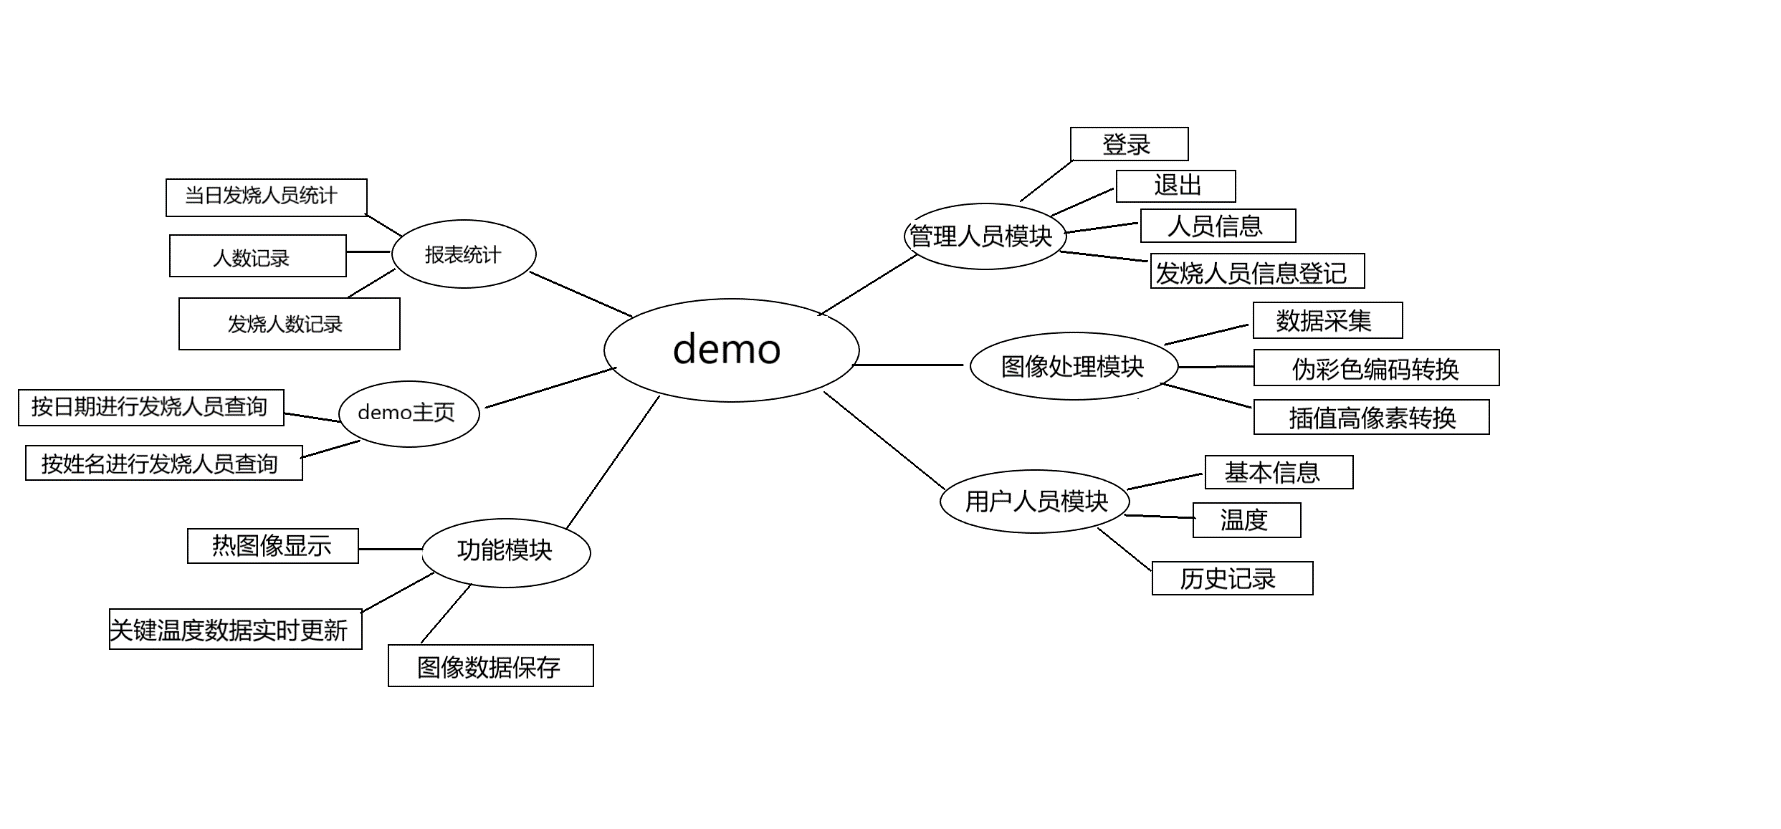 登录
退出
人员信息
发烧人员信息登记
管理人员模块
当日发烧人员统计
人数记录
发烧人数记录
报表统计
demo
数据采集
伪彩色编码转换
插值高像素转换
图像处理模块
按日期进行发烧人员查询
按姓名进行发烧人员查询
demo主页
基本信息
温度
历史记录
用户人员模块
热图像显示
关键温度数据实时更新
图像数据保存
功能模块